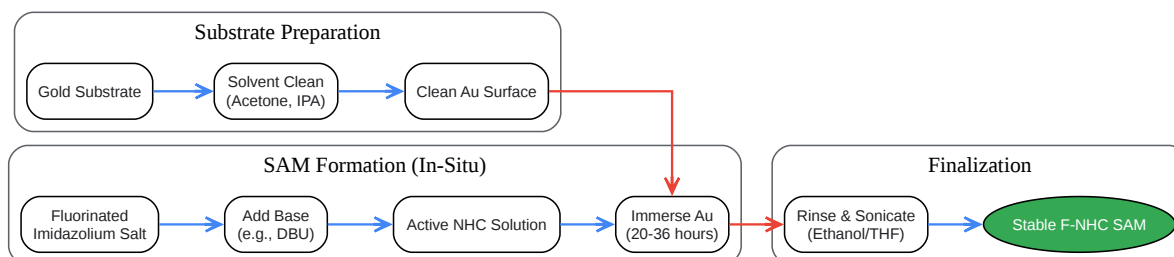 Substrate Preparation
Gold Substrate
Solvent Clean
(Acetone, IPA)
Clean Au Surface
SAM Formation (In-Situ)
Fluorinated
Imidazolium Salt
Add Base
(e.g., DBU)
Active NHC Solution
Immerse Au
(20-36 hours)
Finalization
Rinse & Sonicate
(Ethanol/THF)
Stable F-NHC SAM